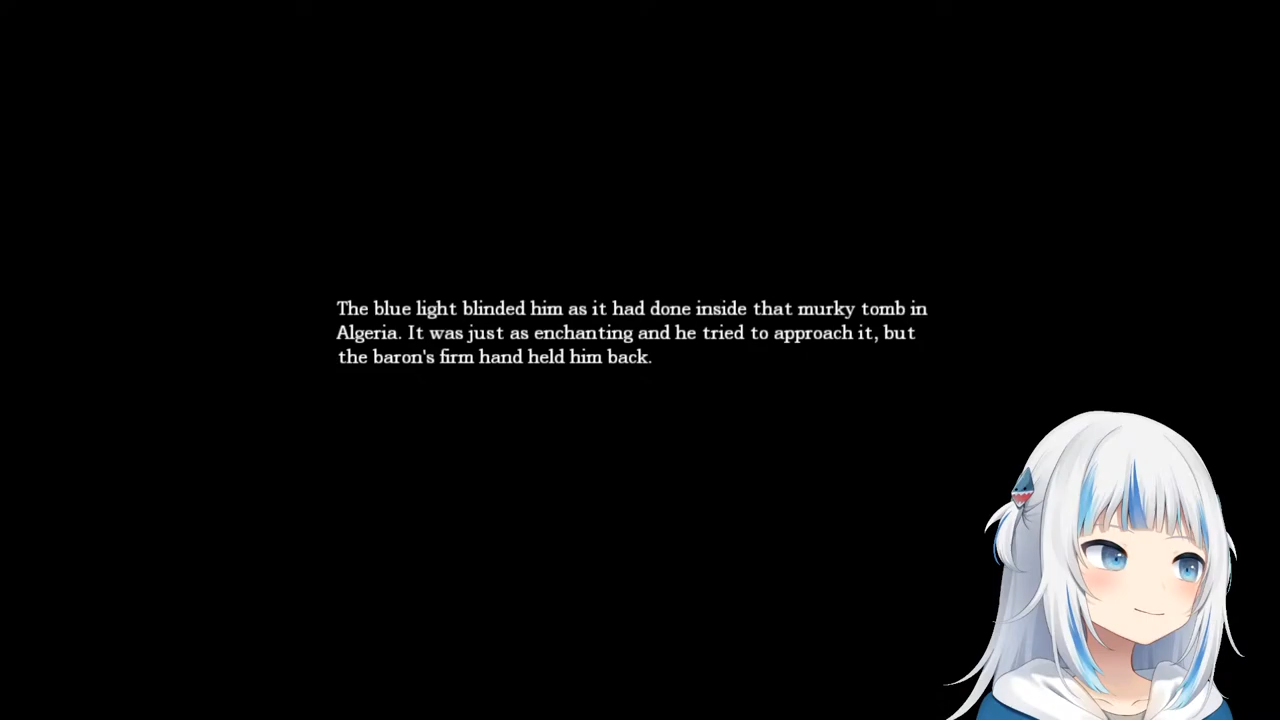 The blue light blinded him as it had done inside that murky tomb in
Algeria. It was just as enchanting and he tried to approach it, but
the baron's firm hand held him back.